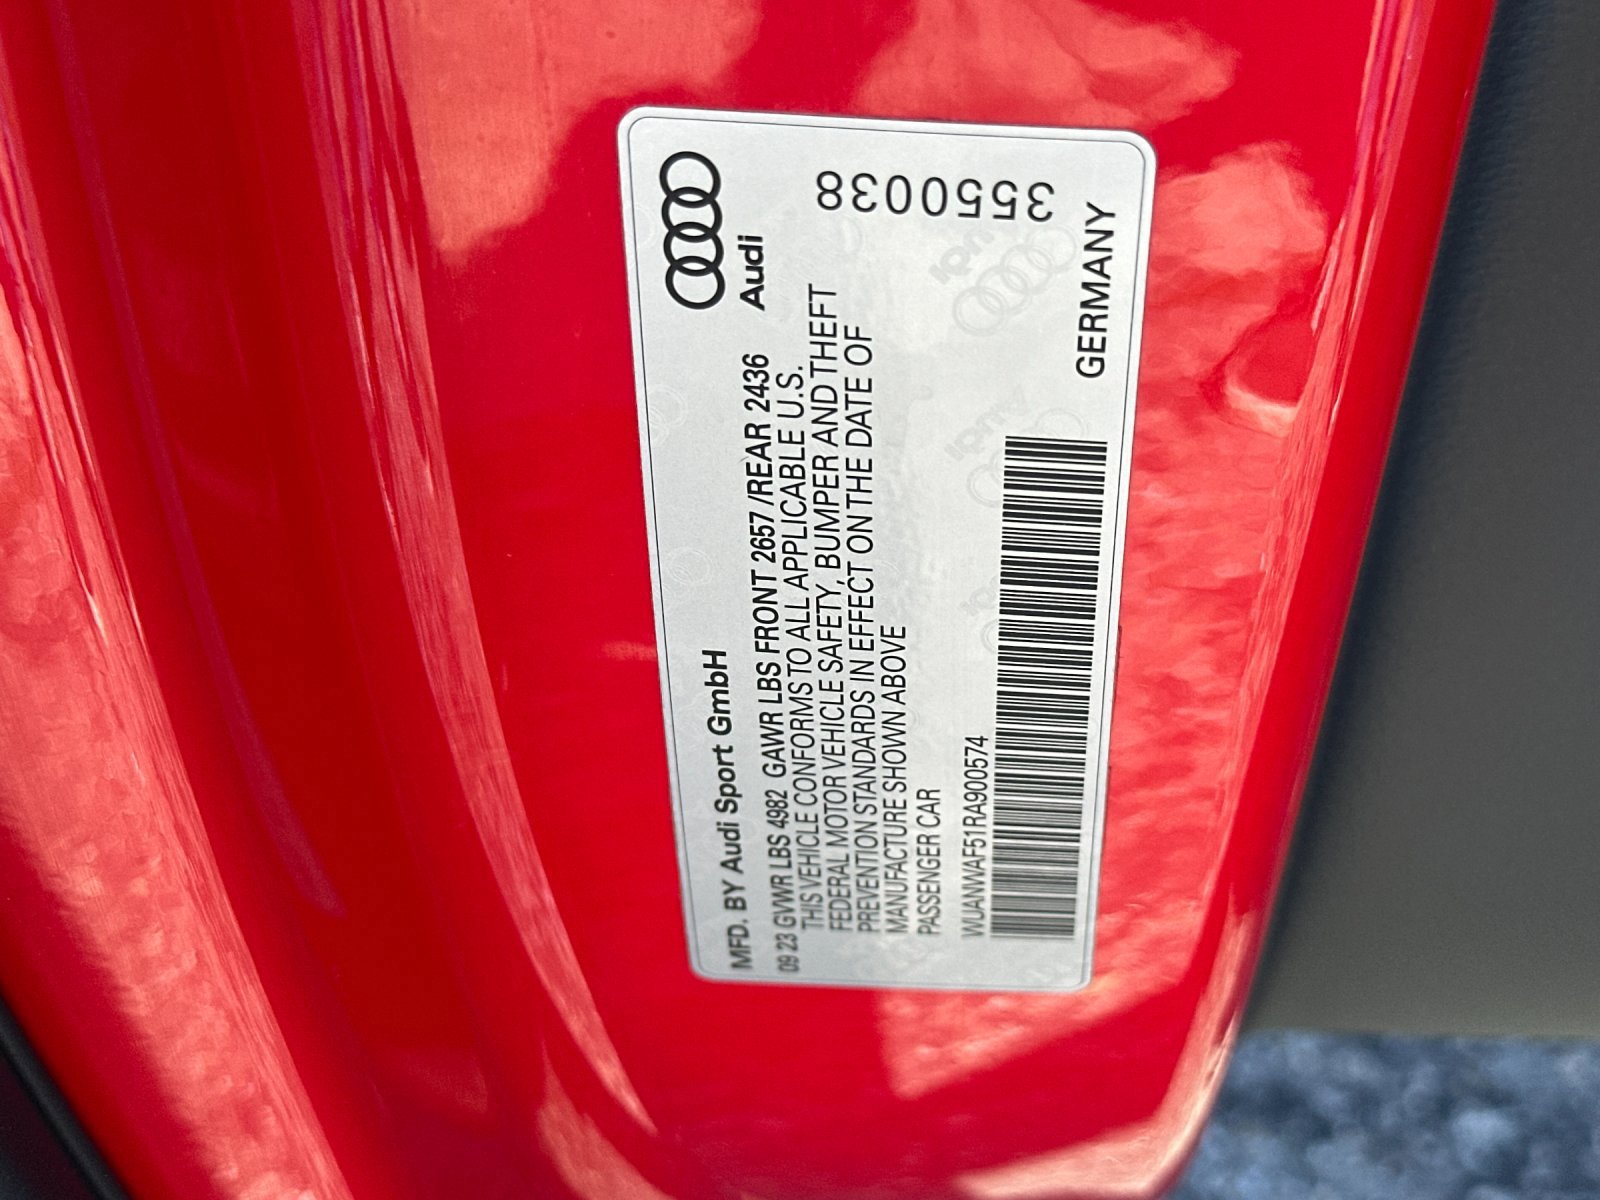 MFD. BY Audi Sport GmbH
Audi
09 23 GVWR LBS 4982 GAWR LBS FRONT 2657 /REAR 2436
THIS VEHICLE CONFORMS TO ALL APPLICABLE U.S.
FEDERAL MOTOR VEHICLE SAFETY, BUMPER AND THEFT
PREVENTION STANDARDS IN EFFECT ON THE DATE OF
MANUFACTURE SHOWN ABOVE
PASSENGER CAR
WUANWAF51RA900574
3550038
GERMANY